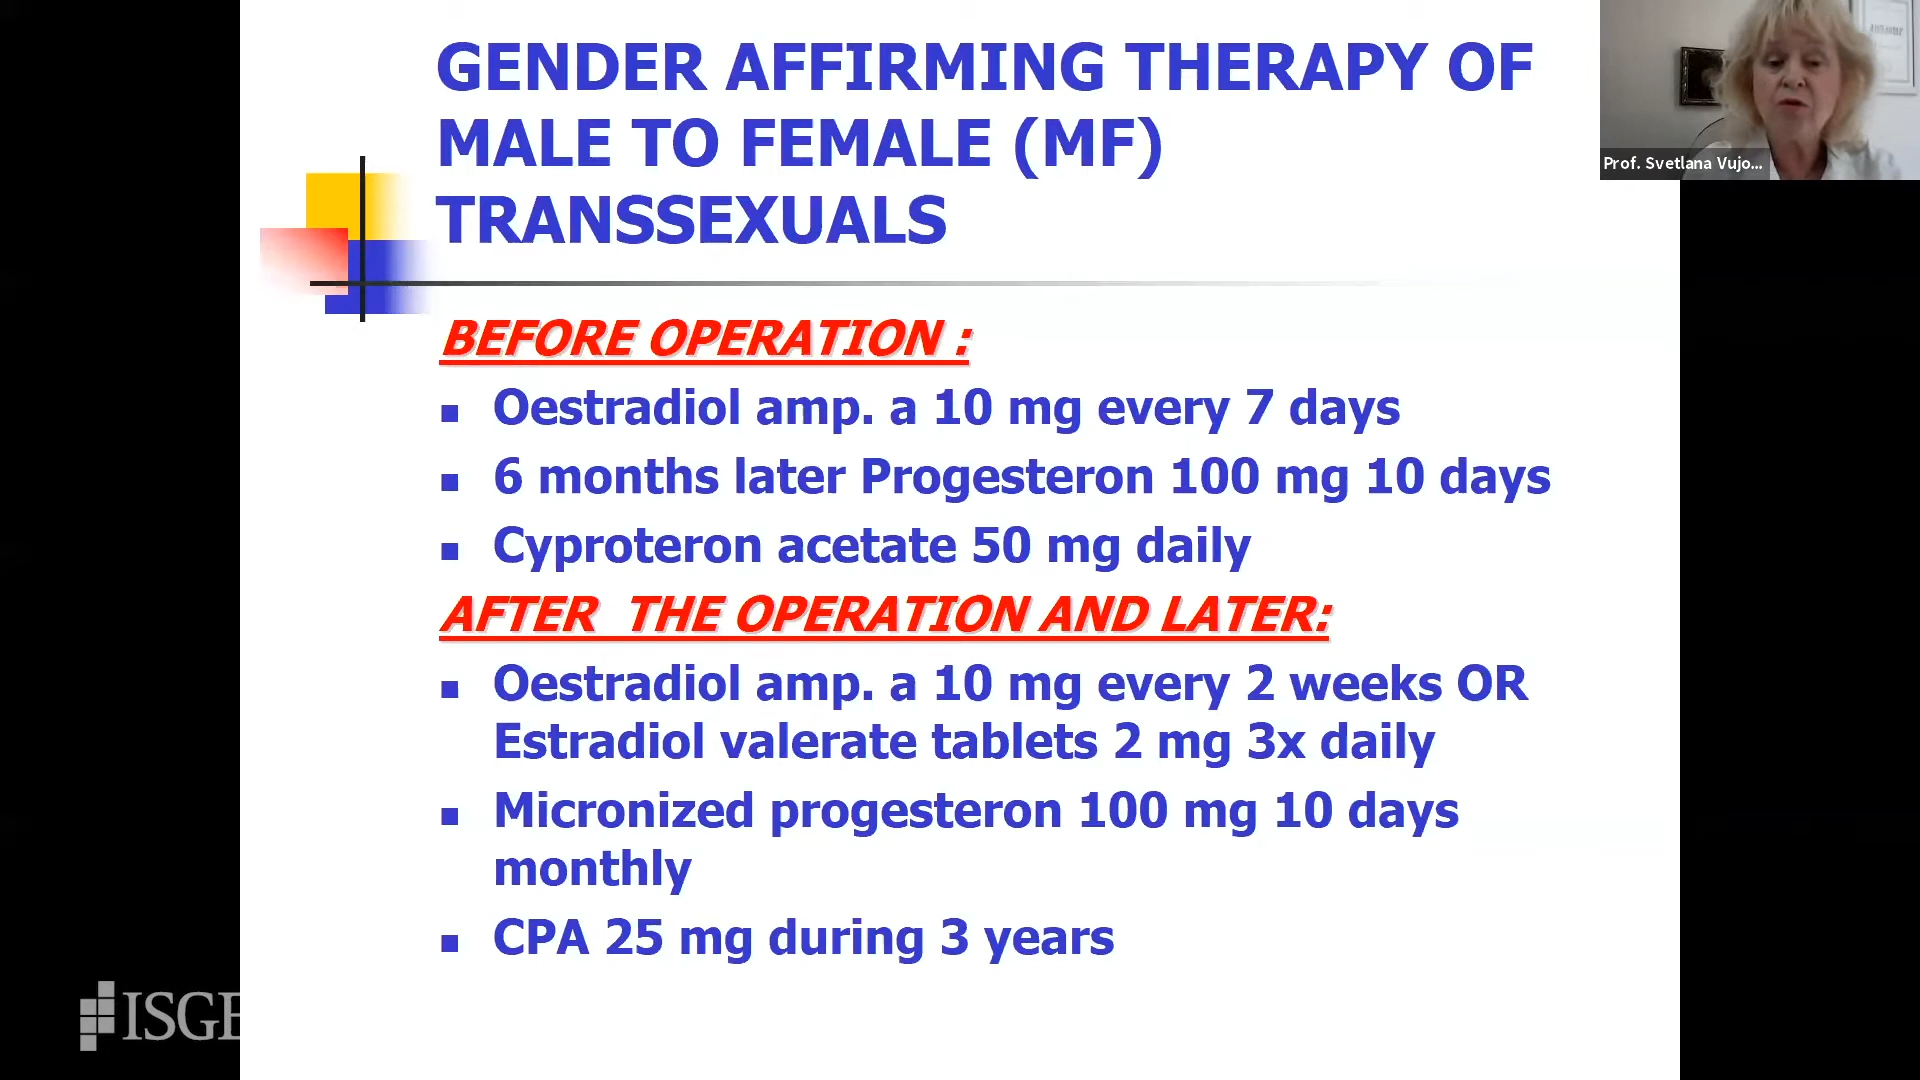 GENDER AFFIRMING THERAPY OF
MALE TO FEMALE (MF)
TRANSSEXUALS
Prof. Svetlana Vujo...
BEFORE OPERATION :
Oestradiol amp. a 10 mg every 7 days
6 months later Progesteron 100 mg 10 days
Cyproteron acetate 50 mg daily
AFTER THE OPERATION AND LATER:
Oestradiol amp. a 10 mg every 2 weeks OR
Estradiol valerate tablets 2 mg 3x daily
Micronized progesteron 100 mg 10 days
monthly
CPA 25 mg during 3 years
ISGE